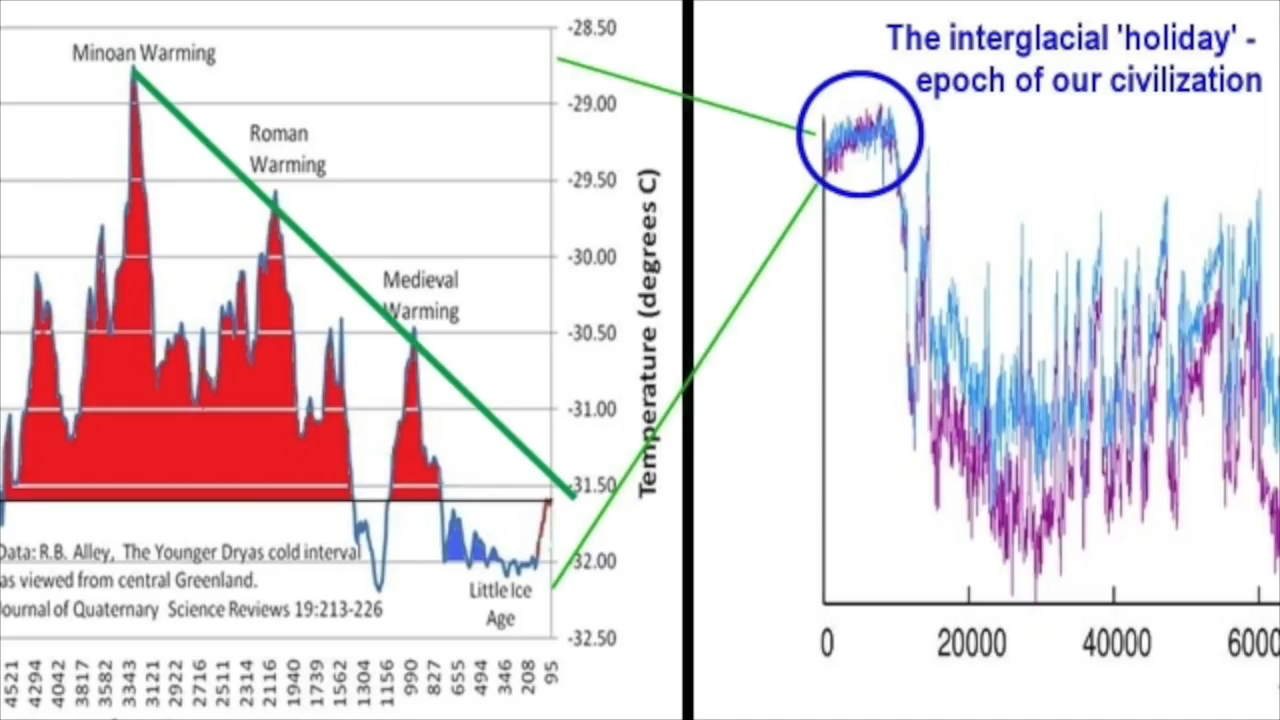 Minoan Warming
Roman
Warming
Medieval
Warming
Data: R.B. Alley, The Younger Dryas cold interval
as viewed from central Greenland.
Journal of Quaternary Science Reviews 19:213-226
Little Ice
Age
-28.50
-29.00
-29.50
-30.00
-30.50
-31.00
-31.50
-32.00
-32.50
Temperature (degrees C)
4521
4294
4042
3817
3582
3343
3121
2922
2716
2511
2314
2116
1940
1739
1562
1304
1156
990
827
655
494
346
208
95
The interglacial 'holiday' -
epoch of our civilization
0
20000
40000
6000